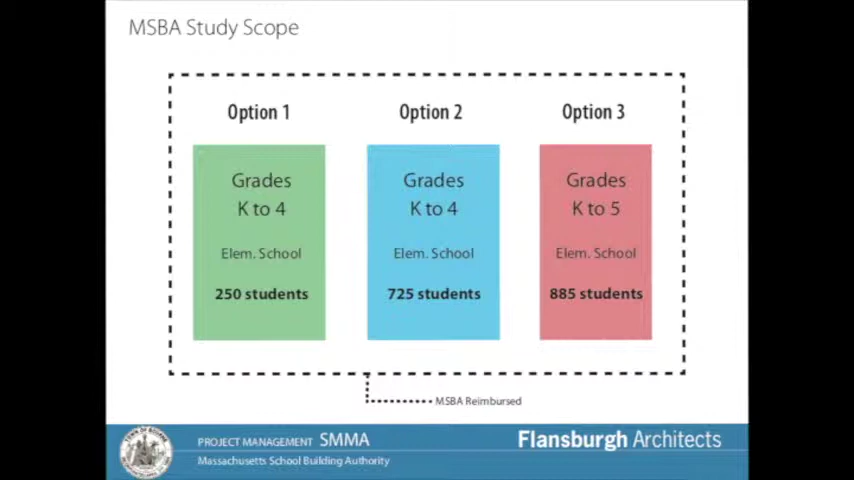 MSBA Study Scope
Option 1
Option 2
Option 3
Grades
K to 4
Elem. School
250 students
Grades
K to 4
Elem. School
725 students
Grades
K to 5
Elem. School
885 students
MSBA Reimbursed
PROJECT MANAGEMENT SMMA
Massachusetts School Building Authority
Flansburgh Architects